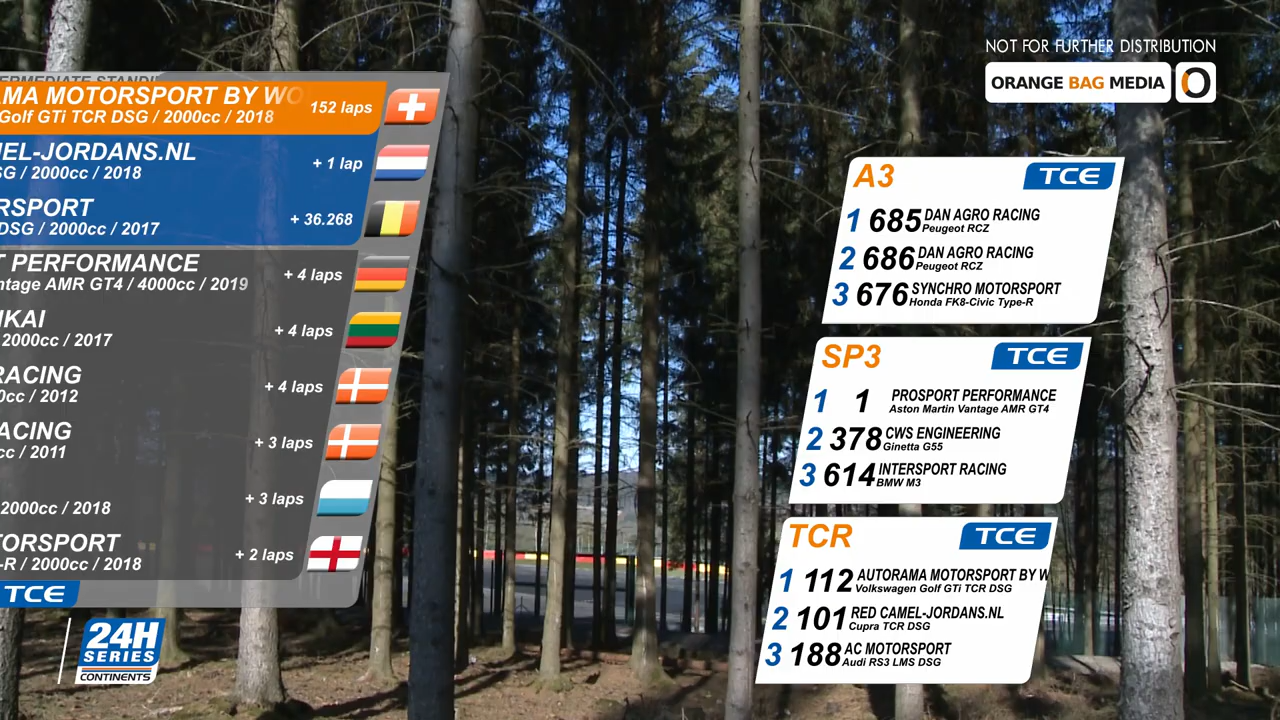 NOT FOR FURTHER DISTRIBUTION
ORANGE BAG MEDIA
AMA MOTORSPORT BY WO
152 laps
Golf GTi TCR DSG / 2000cc / 2018
EL-JORDANS.NL
+ 1 lap
SG / 2000cc / 2018
RSPORT
+ 36.268
DSG / 2000cc / 2017
T PERFORMANCE
+ 4 laps
ntage AMR GT4 / 4000cc / 2019
IKAI
+ 4 laps
2000cc / 2017
RACING
+ 4 laps
0cc / 2012
ACING
+ 3 laps
cc / 2011
+ 3 laps
2000cc / 2018
TORSPORT
+ 2 laps
-R / 2000cc / 2018
TCE
24H
SERIES
CONTINENTS
A3 TCE
1 685 DAN AGRO RACING
Peugeot RCZ
2 686 DAN AGRO RACING
Peugeot RCZ
3 676 SYNCHRO MOTORSPORT
Honda FK8-Civic Type-R
SP3 TCE
1 1 PROSPORT PERFORMANCE
Aston Martin Vantage AMR GT4
2 378 CWS ENGINEERING
Ginetta G55
3 614 INTERSPORT RACING
BMW M3
TCR TCE
1 112 AUTORAMA MOTORSPORT BY W
Volkswagen Golf GTi TCR DSG
2 101 RED CAMEL-JORDANS.NL
Cupra TCR DSG
3 188 AC MOTORSPORT
Audi RS3 LMS DSG